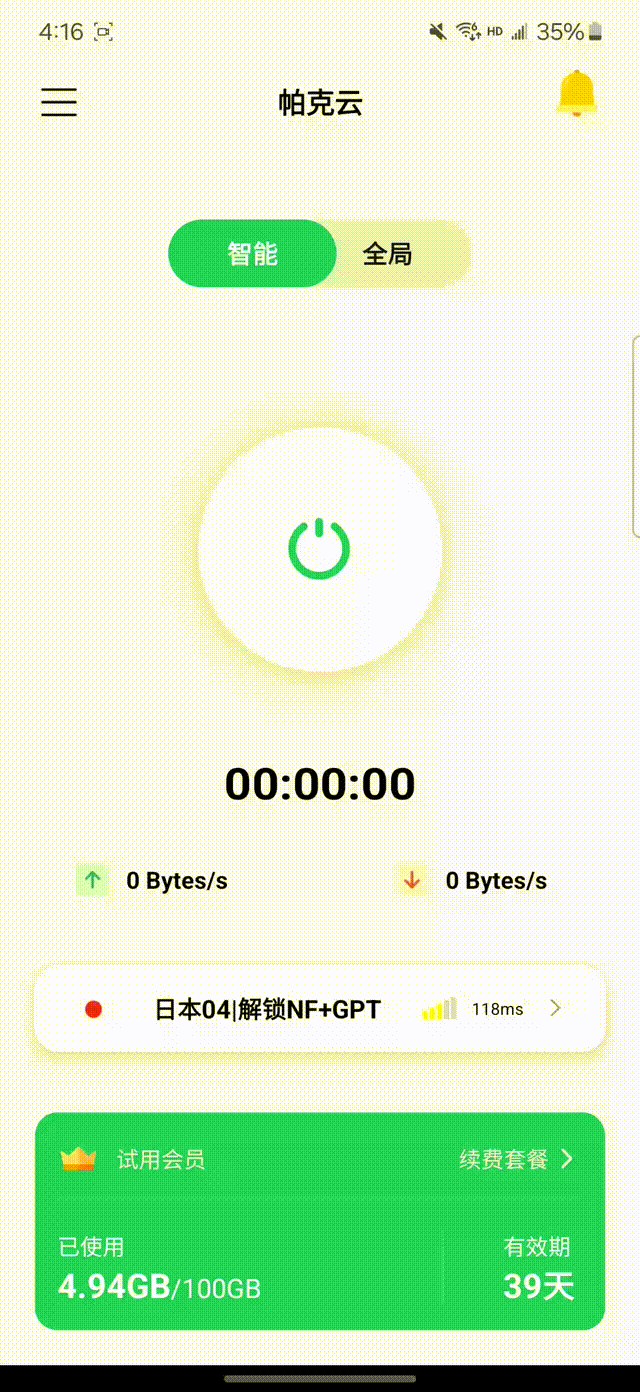 4:16 HD 35%
帕克云
智能 全局
00:00:00
0 Bytes/s 0 Bytes/s
日本04|解锁NF+GPT 118ms
试用会员 续费套餐
已使用 有效期
4.94GB/100GB 39天